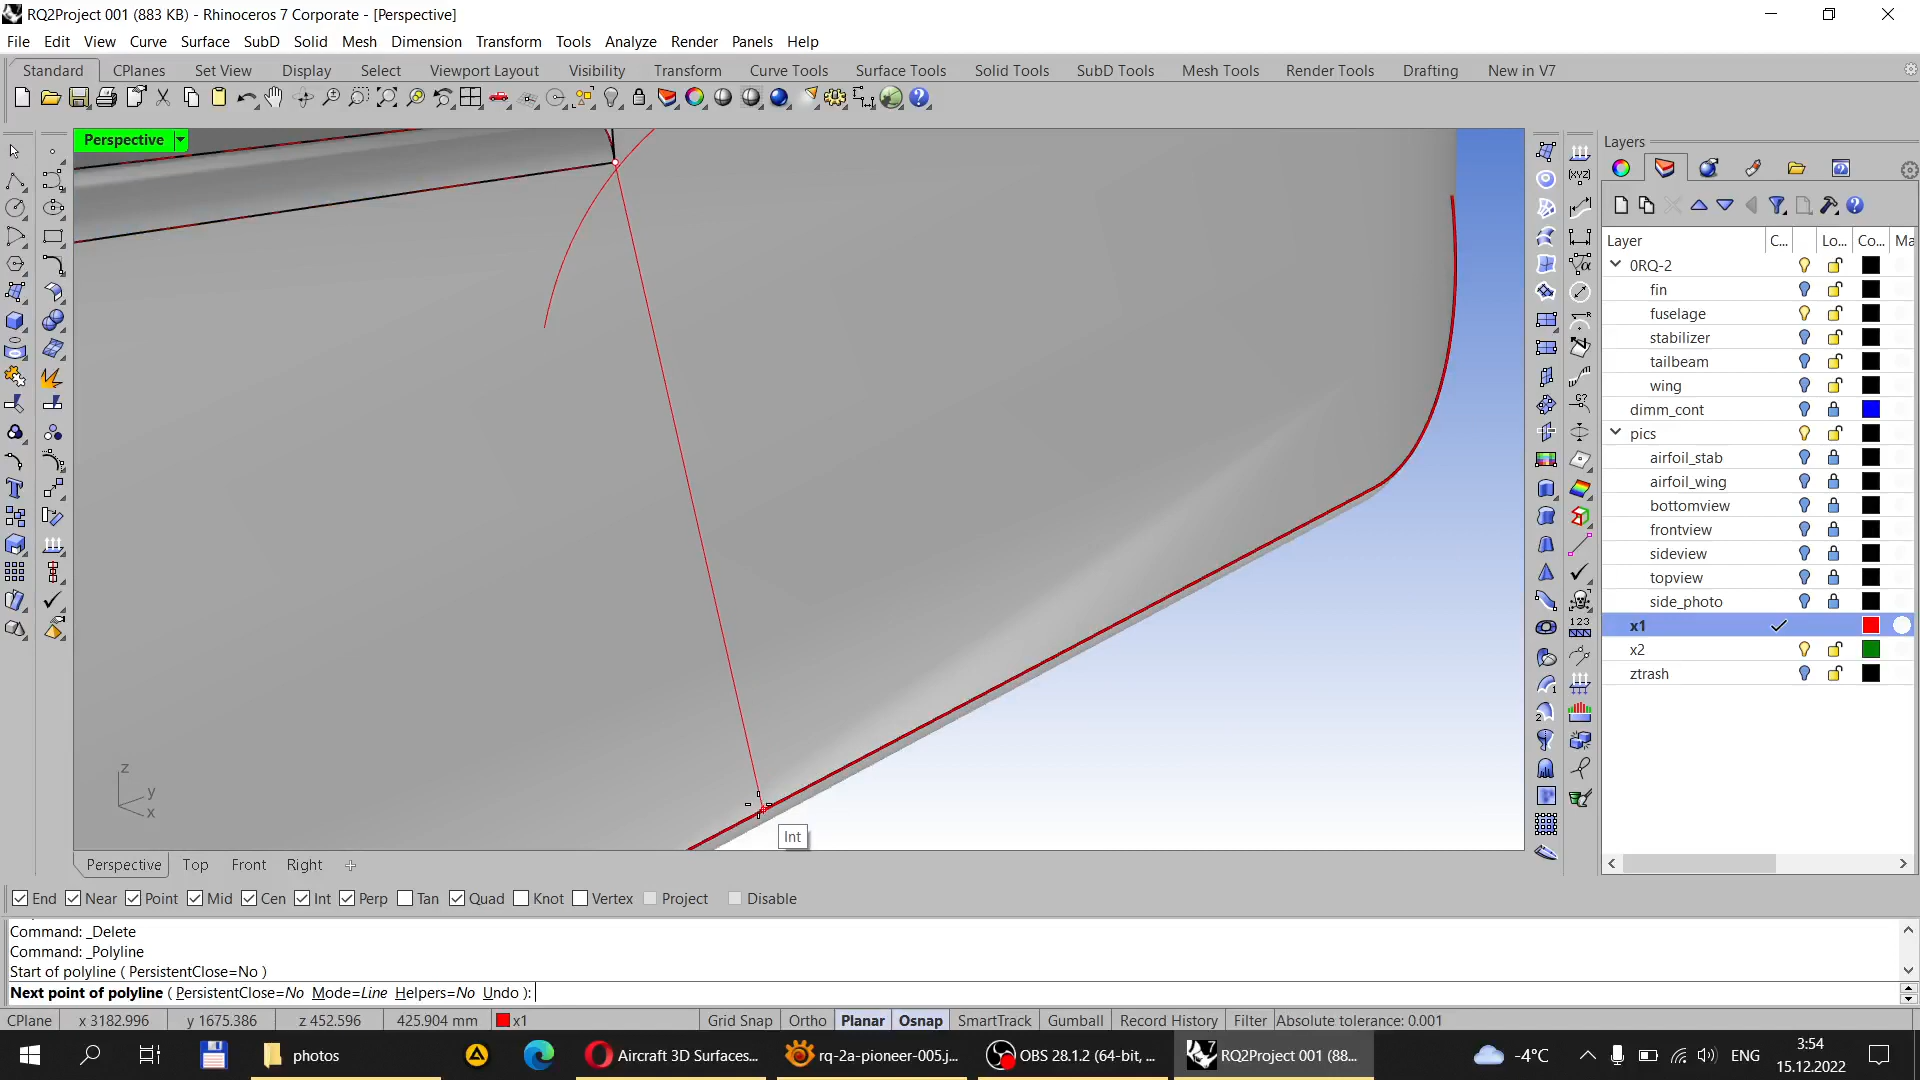 RQ2Project 001 (883 KB) - Rhinoceros 7 Corporate - [Perspective]
File Edit View Curve Surface SubD Solid Mesh Dimension Transform Tools Analyze Render Panels Help
Standard CPlanes Set View Display Select Viewport Layout Visibility Transform Curve Tools Surface Tools Solid Tools SubD Tools Mesh Tools Render Tools Drafting New in V7
Perspective
Layers
Layer C... Lo... Co... Ma
0RQ-2
fin
fuselage
stabilizer
tailbeam
wing
dimm_cont
pics
airfoil_stab
airfoil_wing
bottomview
frontview
sideview
topview
side_photo
x1
x2
ztrash
z
y
x
Int
Perspective Top Front Right
End Near Point Mid Cen Int Perp Tan Quad Knot Vertex Project Disable
Command: _Delete
Command: _Polyline
Start of polyline ( PersistentClose=No )
Next point of polyline ( PersistentClose=No Mode=Line Helpers=No Undo ):
CPlane x 3182.996 y 1675.386 z 452.596 425.904 mm x1 Grid Snap Ortho Planar Osnap SmartTrack Gumball Record History Filter Absolute tolerance: 0.001
photos Aircraft 3D Surfaces... rq-2a-pioneer-005.j... OBS 28.1.2 (64-bit, ... RQ2Project 001 (88... -4°C ENG 3:54
15.12.2022